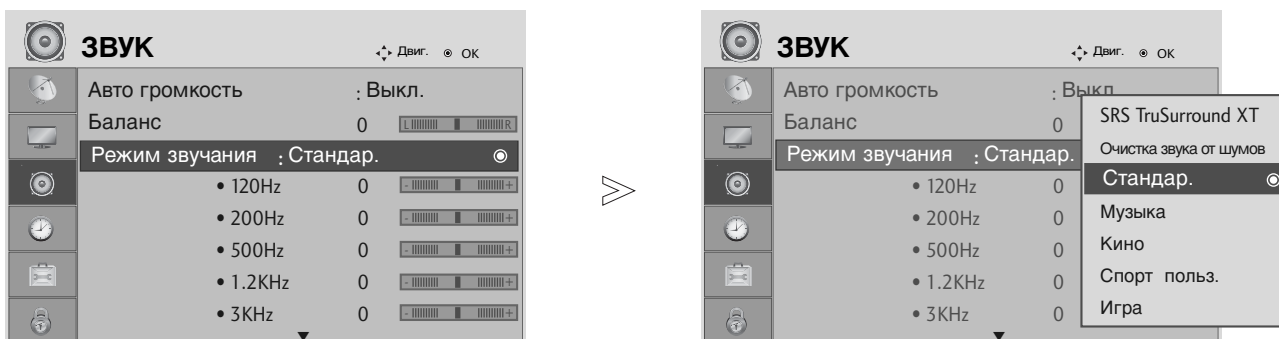 ЗВУК
Двиг. OK
Авто громкость : Выкл.
Баланс 0 L R
Режим звучания : Стандар.
• 120Hz 0 - +
• 200Hz 0 - +
• 500Hz 0 - +
• 1.2KHz 0 - +
• 3KHz 0 - +
ЗВУК
Двиг. OK
Авто громкость : Выкл.
Баланс 0
Режим звучания : Стандар.
• 120Hz 0
• 200Hz 0
• 500Hz 0
• 1.2KHz 0
• 3KHz 0
SRS TruSurround XT
Очистка звука от шумов
Стандар.
Музыка
Кино
Спорт польз.
Игра